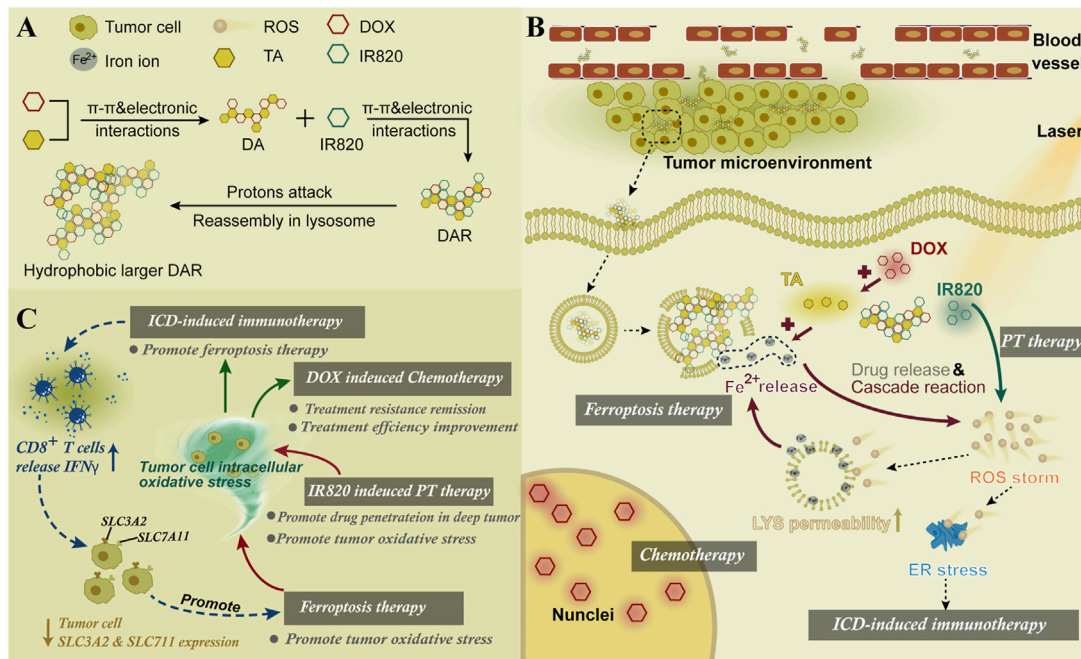 A
Tumor cell
ROS
DOX
Fe2+
Iron ion
TA
IR820
π-π&electronic
interactions
DA
+
IR820
π-π&electronic
interactions
Protons attack
Reassembly in lysosome
DAR
Hydrophobic larger DAR
B
Blood
vessel
Laser
Tumor microenvironment
DOX
TA
IR820
PT therapy
Drug release &
Cascade reaction
Fe2+ release
Ferroptosis therapy
ROS storm
LYS permeability
ER stress
Chemotherapy
Nunclei
ICD-induced immunotherapy
C
ICD-induced immunotherapy
Promote ferroptosis therapy
DOX indeuced Chemotherapy
Treatment resistance remission
Treatment effciency improvement
CD8+ T cells
release IFNγ
Tumor cell intracellular
oxidative stress
IR820 indeuced PT therapy
Promote drug penetrateion in deep tumor
Promote tumor oxidative stress
SLC3A2
SLC7A11
Promote
Ferroptosis therapy
Promote tumor oxidative stress
Tumor cell
SLC3A2 & SLC711 expression